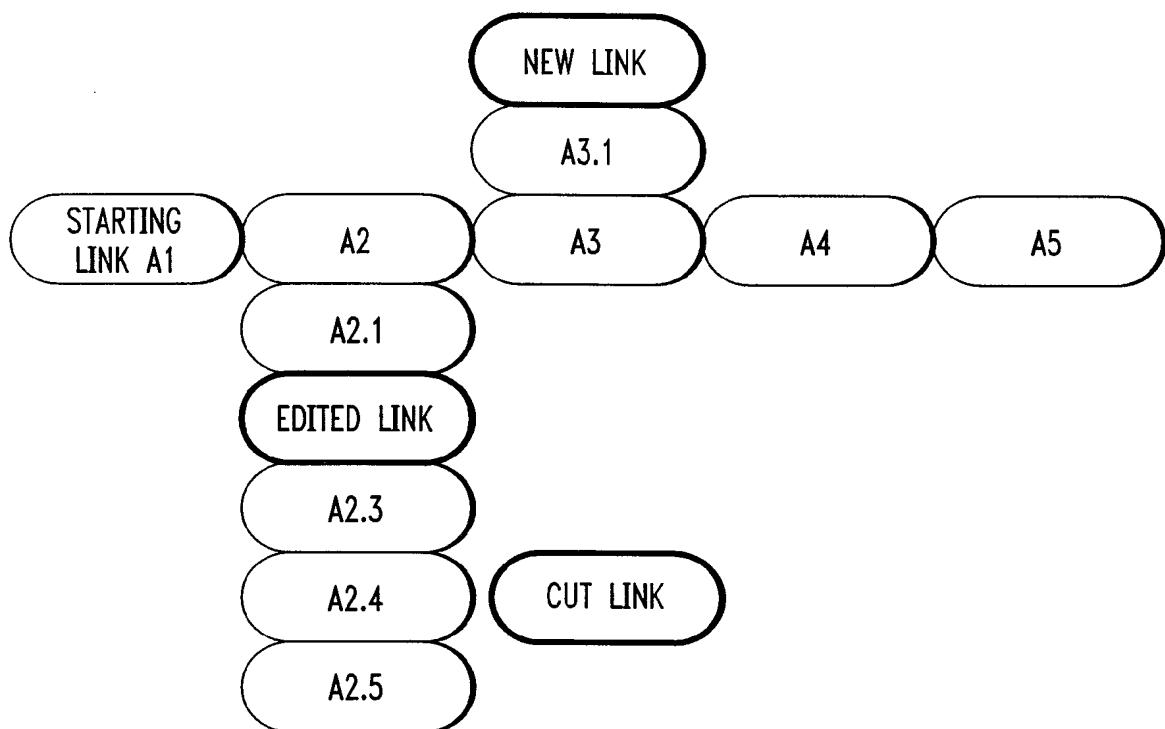 NEW LINK
A3.1
STARTING
LINK A1
A2
A3
A4
A5
A2.1
EDITED LINK
A2.3
A2.4
CUT LINK
A2.5